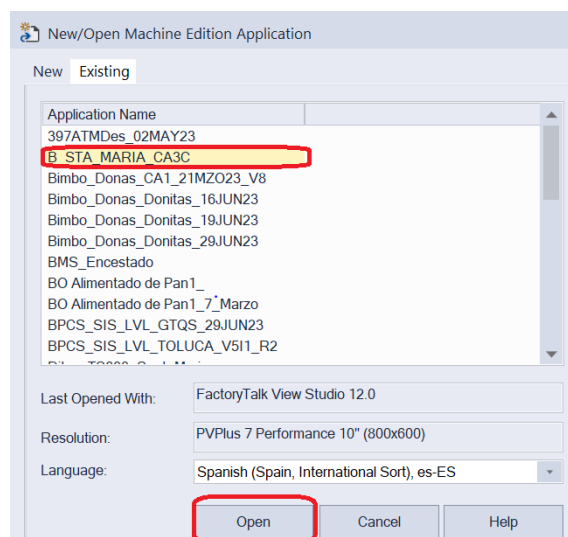 New/Open Machine Edition Application
New Existing
Application Name
397ATMDes_02MAY23
B_STA_MARIA_CA3C
Bimbo_Donas_CA1_21MZO23_V8
Bimbo_Donas_Donitas_16JUN23
Bimbo_Donas_Donitas_19JUN23
Bimbo_Donas_Donitas_29JUN23
BMS_Encestado
BO Alimentado de Pan1_
BO Alimentado de Pan1_7_Marzo
BPCS_SIS_LVL_GTQS_29JUN23
BPCS_SIS_LVL_TOLUCA_V5I1_R2
Last Opened With: FactoryTalk View Studio 12.0
Resolution: PVPlus 7 Performance 10" (800x600)
Language: Spanish (Spain, International Sort), es-ES
Open Cancel Help